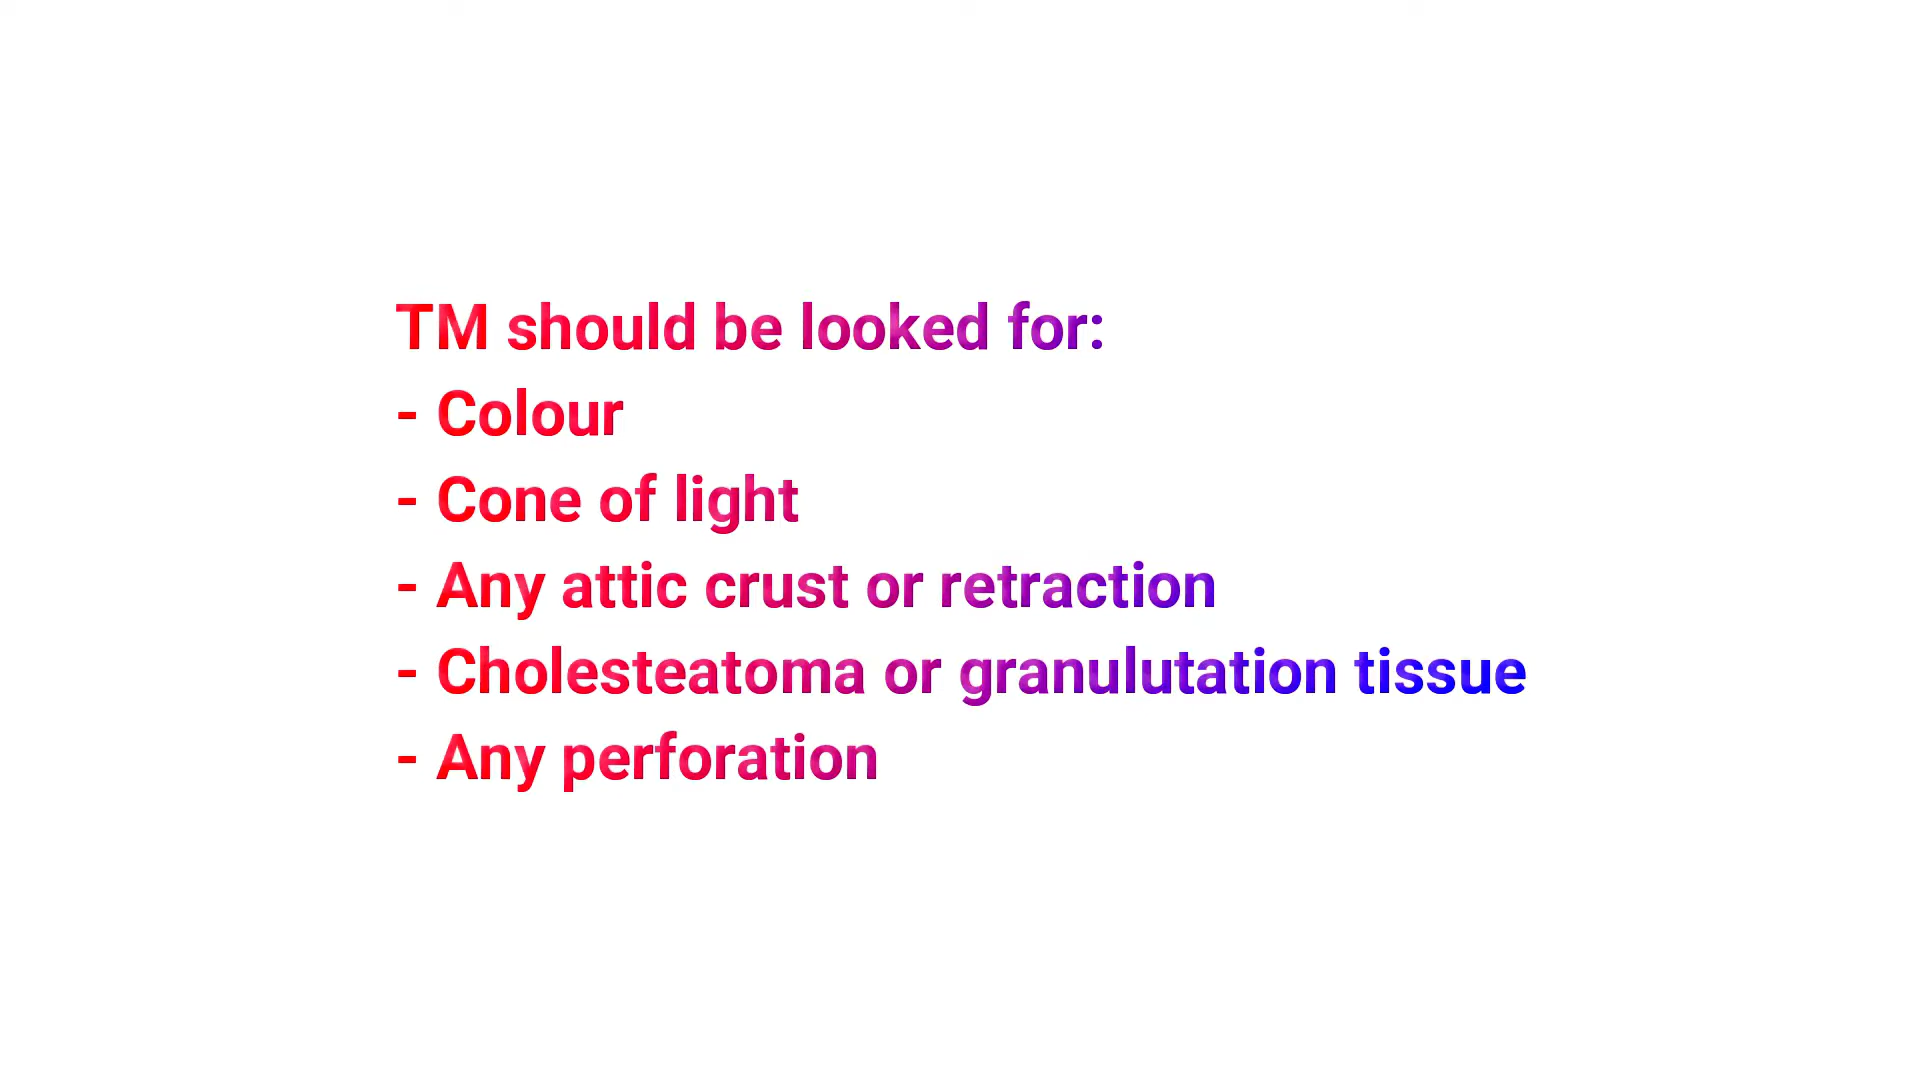 TM should be looked for:
- Colour
- Cone of light
- Any attic crust or retraction
- Cholesteatoma or granulutation tissue
- Any perforation